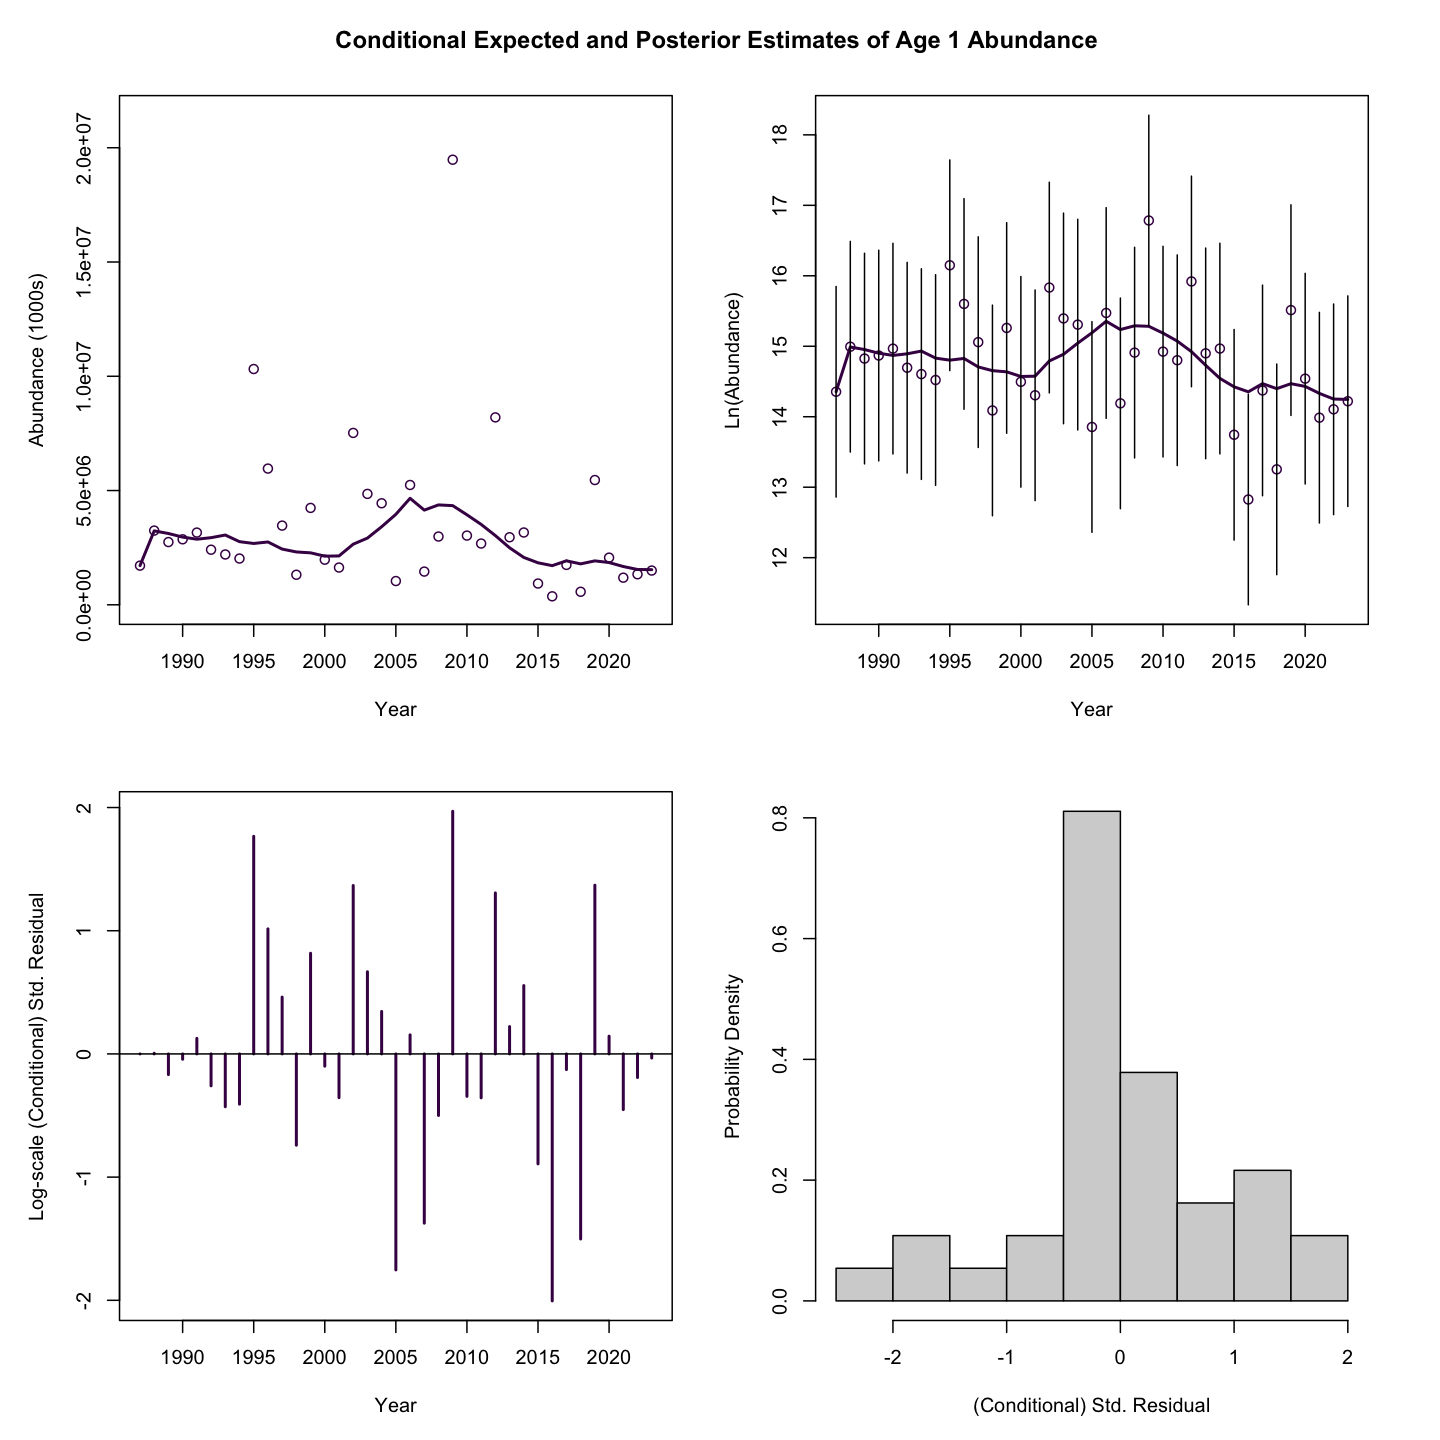 Conditional Expected and Posterior Estimates of Age 1 Abundance
Abundance (1000s)
2.0e+07
1.5e+07
1.0e+07
5.0e+06
0.0e+00
1990 1995 2000 2005 2010 2015 2020
Year
Ln(Abundance)
18
17
16
15
14
13
12
1990 1995 2000 2005 2010 2015 2020
Year
Log-scale (Conditional) Std. Residual
2
1
0
-1
-2
1990 1995 2000 2005 2010 2015 2020
Year
Probability Density
0.8
0.6
0.4
0.2
0.0
-2 -1 0 1 2
(Conditional) Std. Residual